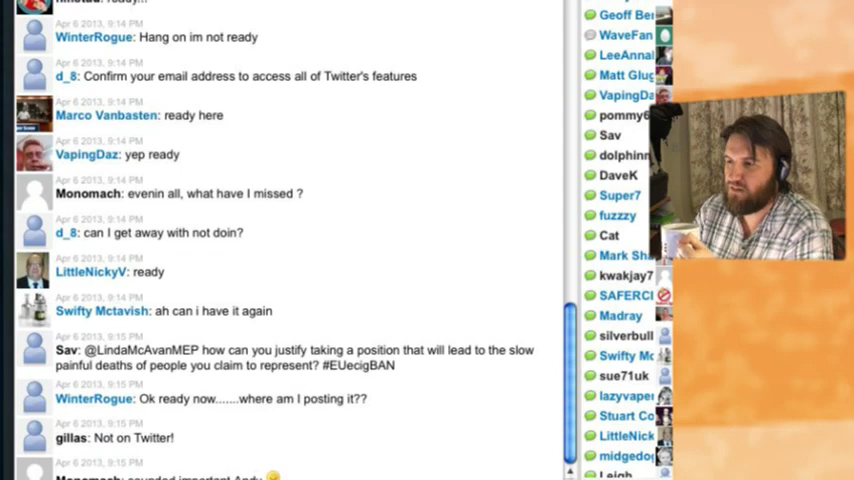 ready...
Apr 6 2013, 9:14 PM
WinterRogue: Hang on im not ready
Apr 6 2013, 9:14 PM
d_8: Confirm your email address to access all of Twitter's features
Apr 6 2013, 9:14 PM
Marco Vanbasten: ready here
Apr 6 2013, 9:14 PM
VapingDaz: yep ready
Apr 6 2013, 9:14 PM
Monomach: evenin all, what have I missed ?
Apr 6 2013, 9:14 PM
d_8: can I get away with not doin?
Apr 6 2013, 9:14 PM
LittleNickyV: ready
Apr 6 2013, 9:14 PM
Swifty Mctavish: ah can i have it again
Apr 6 2013, 9:15 PM
Sav: @LindaMcAvanMEP how can you justify taking a position that will lead to the slow
painful deaths of people you claim to represent? #EUecigBAN
Apr 6 2013, 9:15 PM
WinterRogue: Ok ready now.......where am I posting it??
Apr 6 2013, 9:15 PM
gillas: Not on Twitter!
Apr 6 2013, 9:15 PM
Monomach: sounded important Andy
Geoff Ber
WaveFan
LeeAnna
Matt Glug
VapingDa
pommy6
Sav
dolphinn
DaveK
Super7
fuzzzy
Cat
Mark Sha
kwakjay7
SAFERCI
Madray
silverbull
Swifty Mc
sue71uk
lazyvaper
Stuart Co
LittleNick
midgedog
Leigh